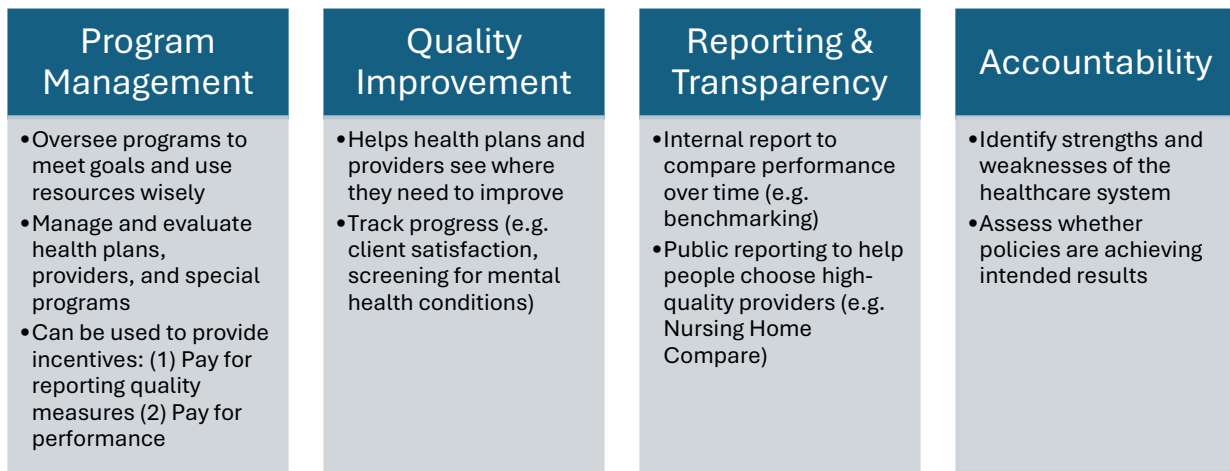 Program
Management
•Oversee programs to
meet goals and use
resources wisely
•Manage and evaluate
health plans,
providers, and special
programs
•Can be used to provide
incentives: (1) Pay for
reporting quality
measures (2) Pay for
performance
Quality
Improvement
•Helps health plans and
providers see where
they need to improve
•Track progress (e.g.
client satisfaction,
screening for mental
health conditions)
Reporting &
Transparency
•Internal report to
compare performance
over time (e.g.
benchmarking)
•Public reporting to help
people choose high-
quality providers (e.g.
Nursing Home
Compare)
Accountability
•Identify strengths and
weaknesses of the
healthcare system
•Assess whether
policies are achieving
intended results